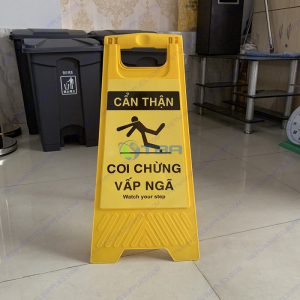 CẨN THẬN
COI CHỪNG
VẤP NGÃ
Watch your step